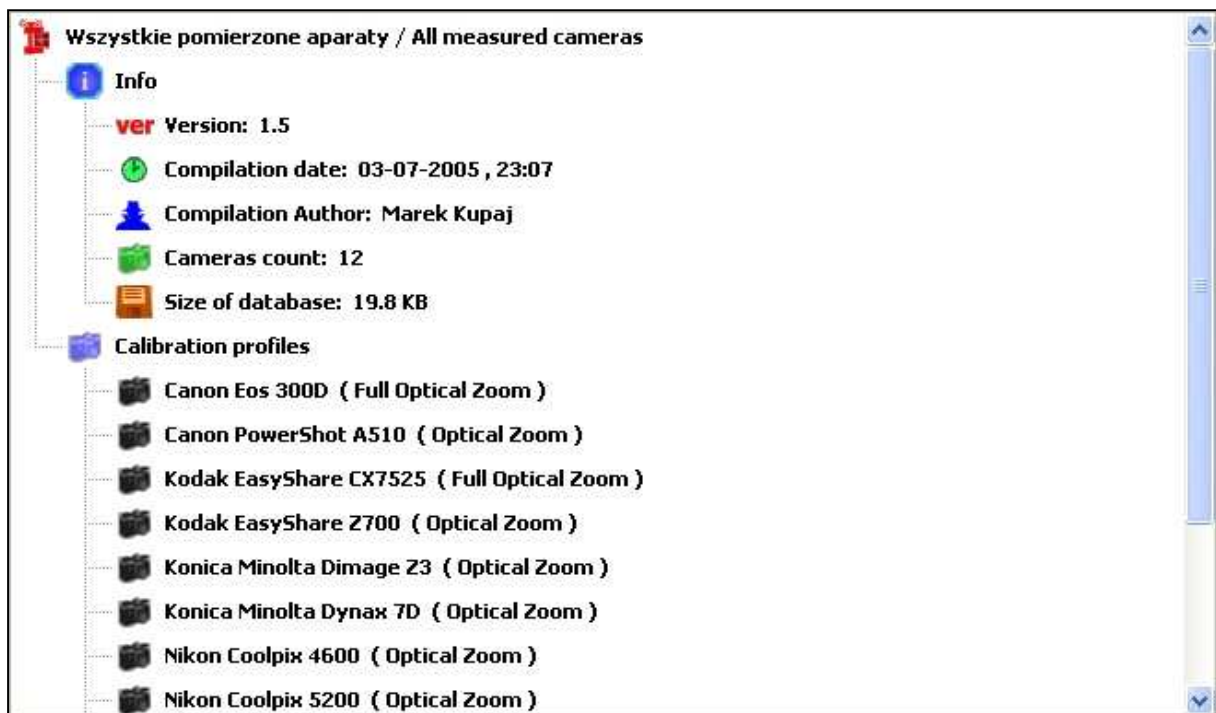 Wszystkie pomierzone aparaty / All measured cameras
Info
ver Version: 1.5
Compilation date: 03-07-2005 , 23:07
Compilation Author: Marek Kupaj
Cameras count: 12
Size of database: 19.8 KB
Calibration profiles
Canon Eos 300D ( Full Optical Zoom )
Canon PowerShot A510 ( Optical Zoom )
Kodak EasyShare CX7525 ( Full Optical Zoom )
Kodak EasyShare Z700 ( Optical Zoom )
Konica Minolta Dimage Z3 ( Optical Zoom )
Konica Minolta Dynax 7D ( Optical Zoom )
Nikon Coolpix 4600 ( Optical Zoom )
Nikon Coolpix 5200 ( Optical Zoom )